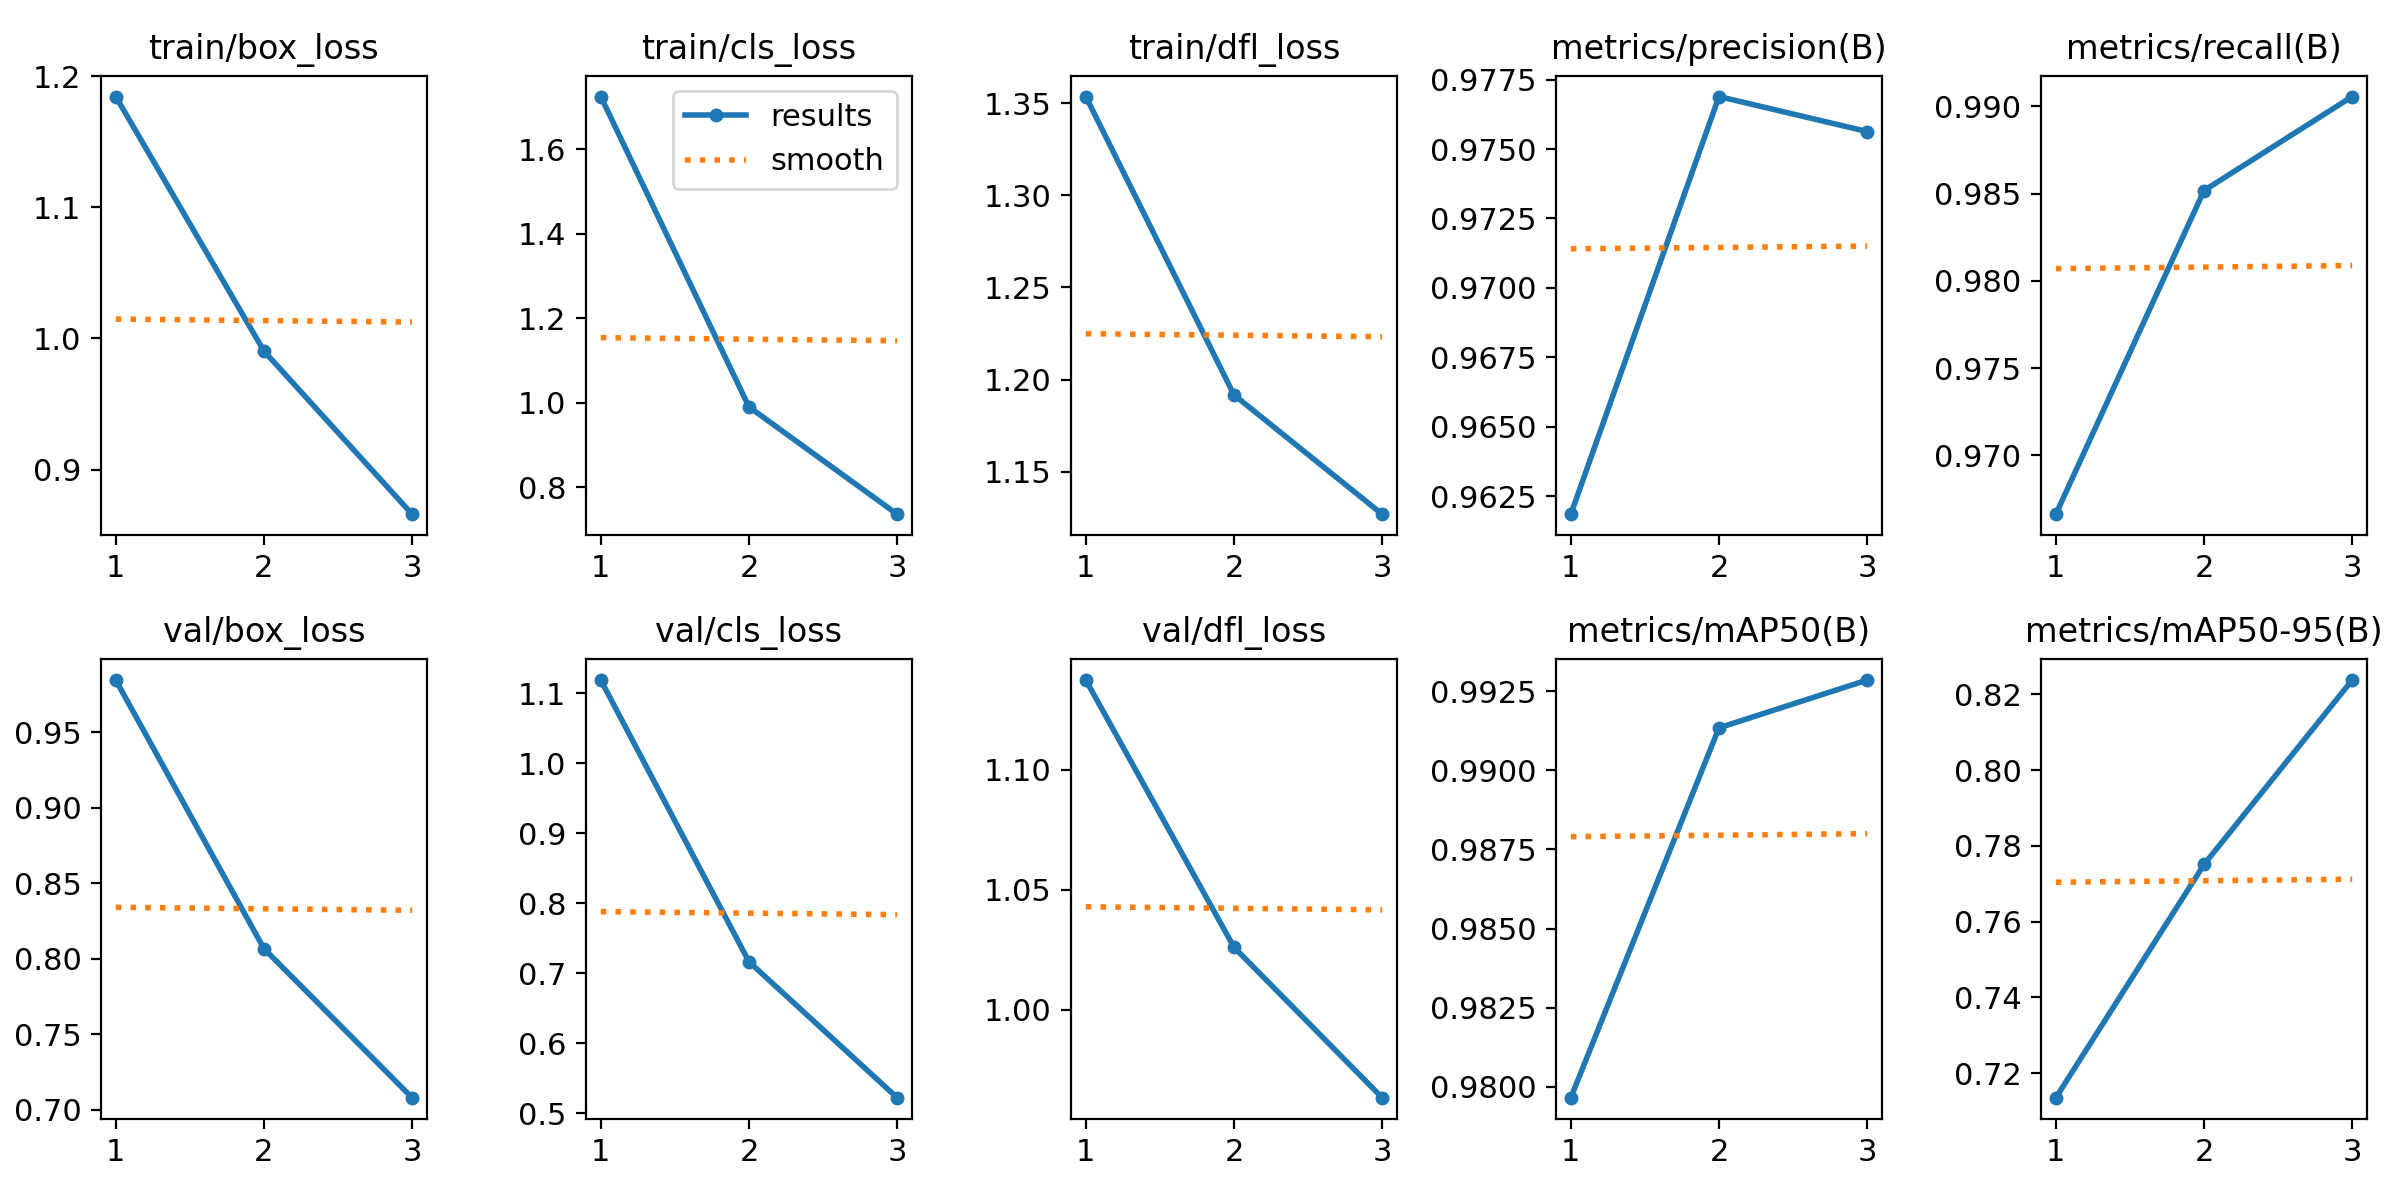 train/box_loss
1.2
1.1
1.0
0.9
1 2 3
train/cls_loss
results
smooth
1.6
1.4
1.2
1.0
0.8
1 2 3
train/dfl_loss
1.35
1.30
1.25
1.20
1.15
1 2 3
metrics/precision(B)
0.9775
0.9750
0.9725
0.9700
0.9675
0.9650
0.9625
1 2 3
metrics/recall(B)
0.990
0.985
0.980
0.975
0.970
1 2 3
val/box_loss
0.95
0.90
0.85
0.80
0.75
0.70
1 2 3
val/cls_loss
1.1
1.0
0.9
0.8
0.7
0.6
0.5
1 2 3
val/dfl_loss
1.10
1.05
1.00
1 2 3
metrics/mAP50(B)
0.9925
0.9900
0.9875
0.9850
0.9825
0.9800
1 2 3
metrics/mAP50-95(B)
0.82
0.80
0.78
0.76
0.74
0.72
1 2 3